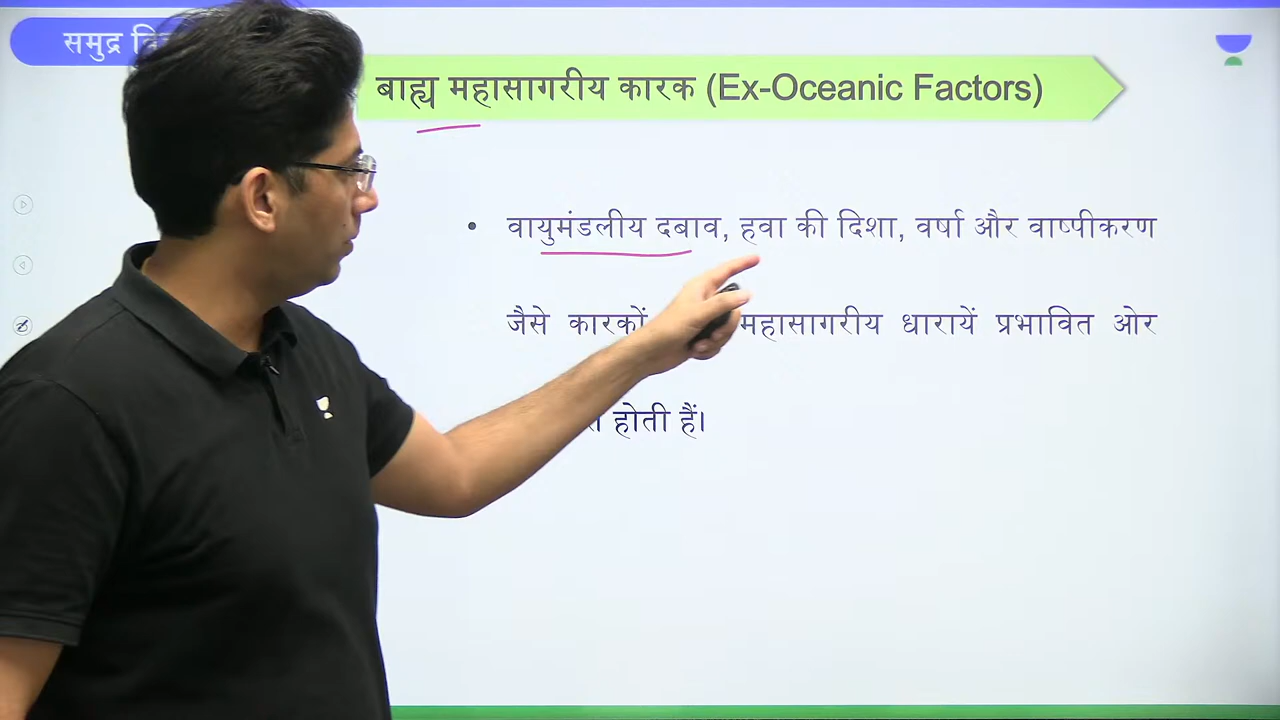 समुद्र
बाह्य महासागरीय कारक (Ex-Oceanic Factors)
• वायुमंडलीय दबाव, हवा की दिशा, वर्षा और वाष्पीकरण
जैसे कारकों महासागरीय धारायें प्रभावित ओर
होती हैं।